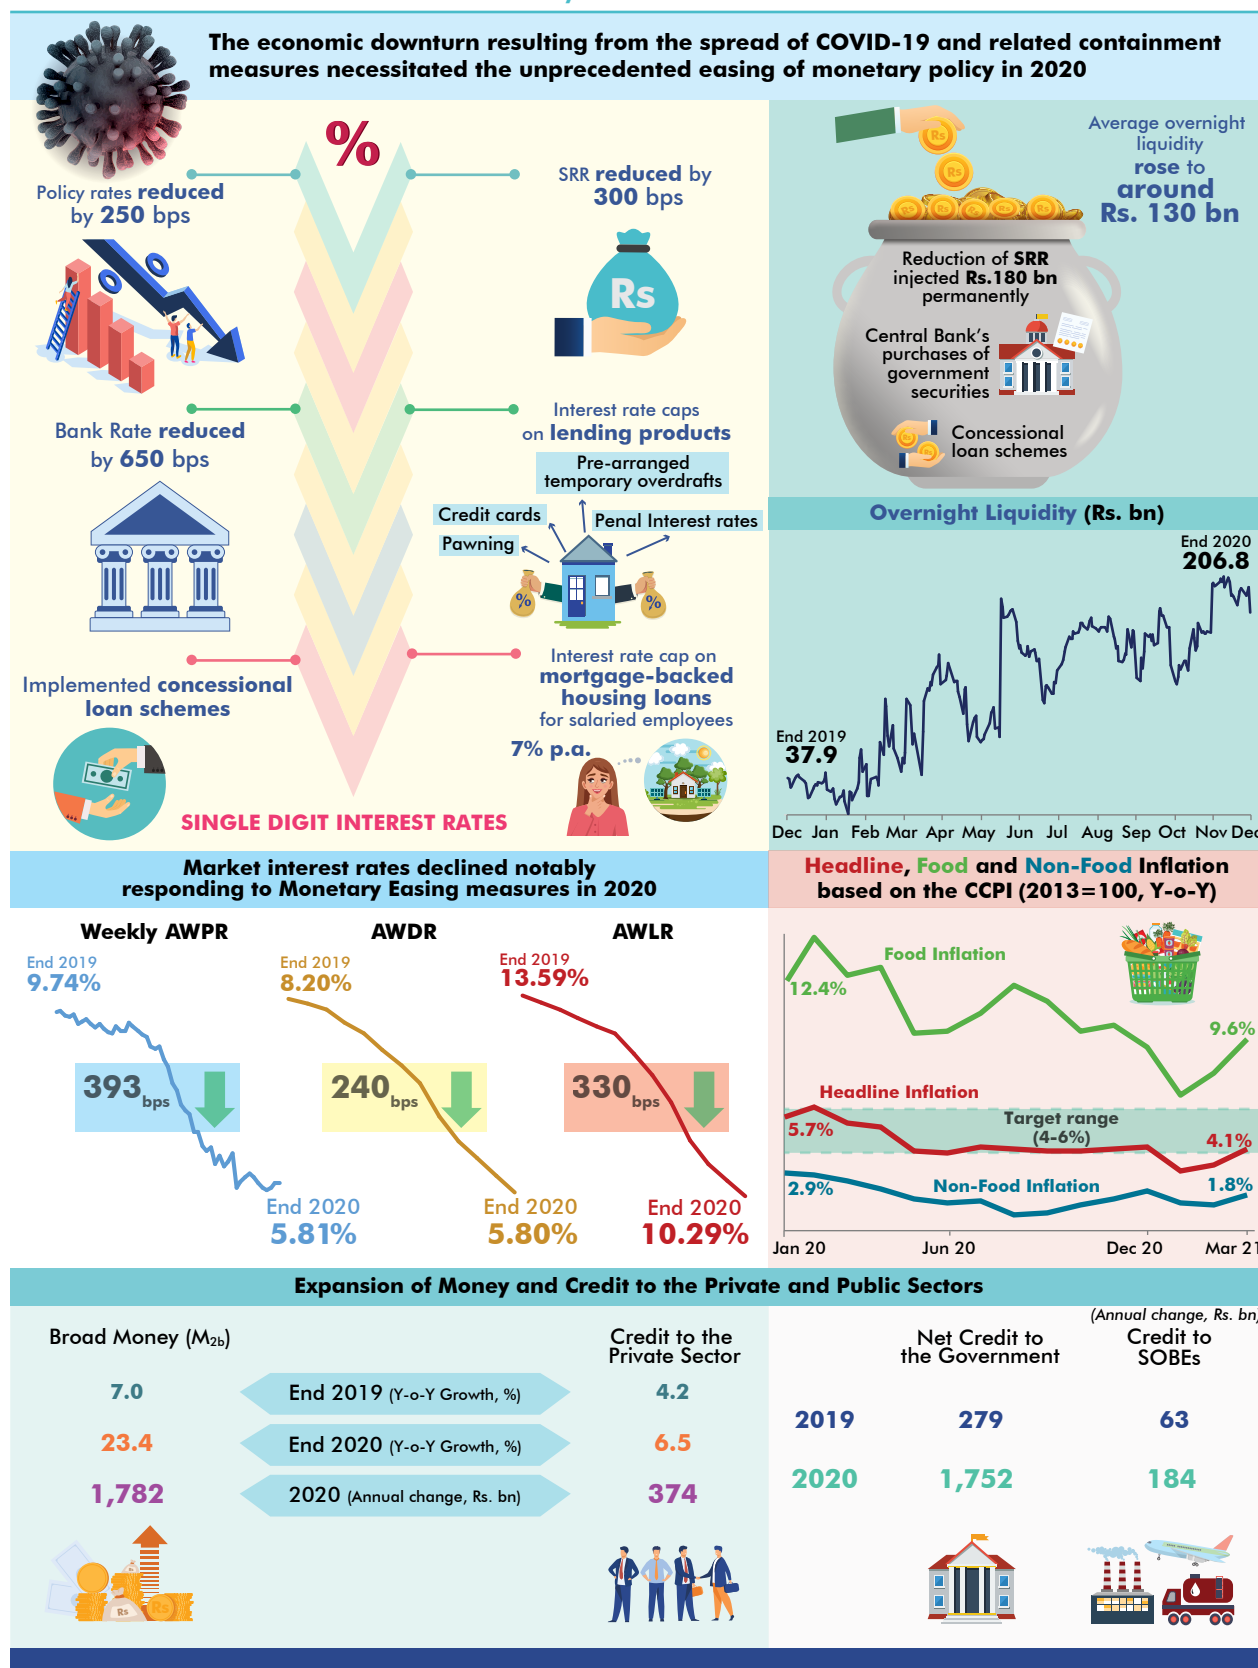 The economic downturn resulting from the spread of COVID-19 and related containment
measures necessitated the unprecedented easing of monetary policy in 2020
%
Policy rates reduced
by 250 bps
SRR reduced by
300 bps
Rs
Bank Rate reduced
by 650 bps
Interest rate caps
on lending products
Pre-arranged
temporary overdrafts
Credit cards
Penal Interest rates
Pawning
%
%
Implemented concessional
loan schemes
Interest rate cap on
mortgage-backed
housing loans
for salaried employees
7% p.a.
SINGLE DIGIT INTEREST RATES
Rs
Rs
Average overnight
liquidity
rose to
around
Rs. 130 bn
Rs Rs Rs Rs Rs
Reduction of SRR
injected Rs.180 bn
permanently
Central Bank's
purchases of
government
securities
Rs
Rs
Concessional
loan schemes
Overnight Liquidity (Rs. bn)
End 2020
206.8
End 2019
37.9
Dec Jan Feb Mar Apr May Jun Jul Aug Sep Oct Nov Dec
Market interest rates declined notably
responding to Monetary Easing measures in 2020
Weekly AWPR
End 2019
9.74%
393 bps
End 2020
5.81%
AWDR
End 2019
8.20%
240 bps
End 2020
5.80%
AWLR
End 2019
13.59%
330 bps
End 2020
10.29%
Headline, Food and Non-Food Inflation
based on the CCPI (2013=100, Y-o-Y)
Food Inflation
12.4%
9.6%
Headline Inflation
Target range
(4-6%)
5.7%
4.1%
Non-Food Inflation
2.9%
1.8%
Jan 20 Jun 20 Dec 20 Mar 21
Expansion of Money and Credit to the Private and Public Sectors
Broad Money (M2b)
Credit to the
Private Sector
7.0 End 2019 (Y-o-Y Growth, %) 4.2
23.4 End 2020 (Y-o-Y Growth, %) 6.5
1,782 2020 (Annual change, Rs. bn) 374
Rs
Rs
(Annual change, Rs. bn)
Net Credit to
the Government
Credit to
SOBEs
2019 279 63
2020 1,752 184